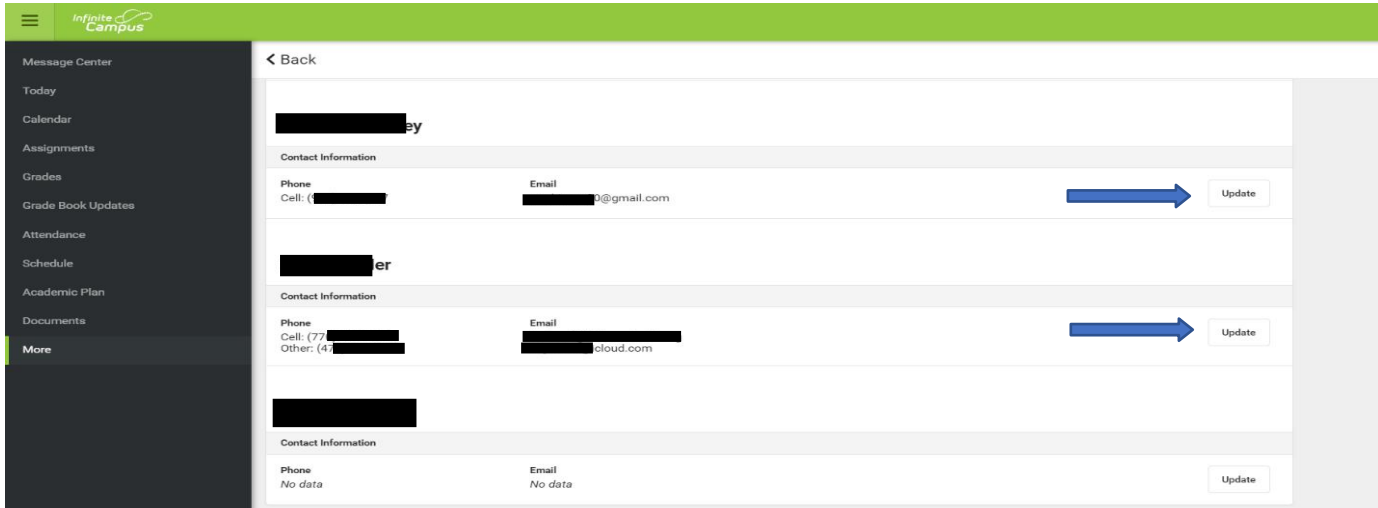 Infinite
Campus
Message Center
Today
Calendar
Assignments
Grades
Grade Book Updates
Attendance
Schedule
Academic Plan
Documents
More
Back
ey
Contact Information
Phone Email
Cell: ( 0@gmail.com
Update
er
Contact Information
Phone Email
Cell: (77
Other: (47 cloud.com
Update
Contact Information
Phone Email
No data No data
Update